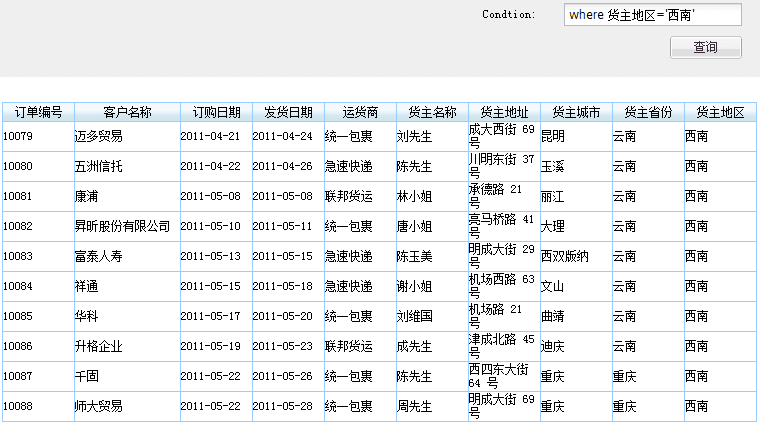 Condtion: where 货主地区='西南'
查询
订单编号 客户名称 订购日期 发货日期 运货商 货主名称 货主地址 货主城市 货主省份 货主地区
10079 迈多贸易 2011-04-21 2011-04-24 统一包裹 刘先生 成大西街 69 号 昆明 云南 西南
10080 五洲信托 2011-04-22 2011-04-26 急速快递 陈先生 川明东街 37 号 玉溪 云南 西南
10081 康浦 2011-05-08 2011-05-08 联邦货运 林小姐 承德路 21 号 丽江 云南 西南
10082 昇昕股份有限公司 2011-05-10 2011-05-11 统一包裹 唐小姐 亮马桥路 41 号 大理 云南 西南
10083 富泰人寿 2011-05-13 2011-05-15 急速快递 陈玉美 明成大街 29 号 西双版纳 云南 西南
10084 祥通 2011-05-15 2011-05-18 急速快递 谢小姐 机场西路 63 号 文山 云南 西南
10085 华科 2011-05-17 2011-05-20 统一包裹 刘维国 机场路 21 号 曲靖 云南 西南
10086 升格企业 2011-05-19 2011-05-23 联邦货运 成先生 津成北路 45 号 迪庆 云南 西南
10087 千固 2011-05-22 2011-05-26 统一包裹 陈先生 西四东大街 64 号 重庆 重庆 西南
10088 师大贸易 2011-05-22 2011-05-28 统一包裹 周先生 明成大街 69 号 重庆 重庆 西南